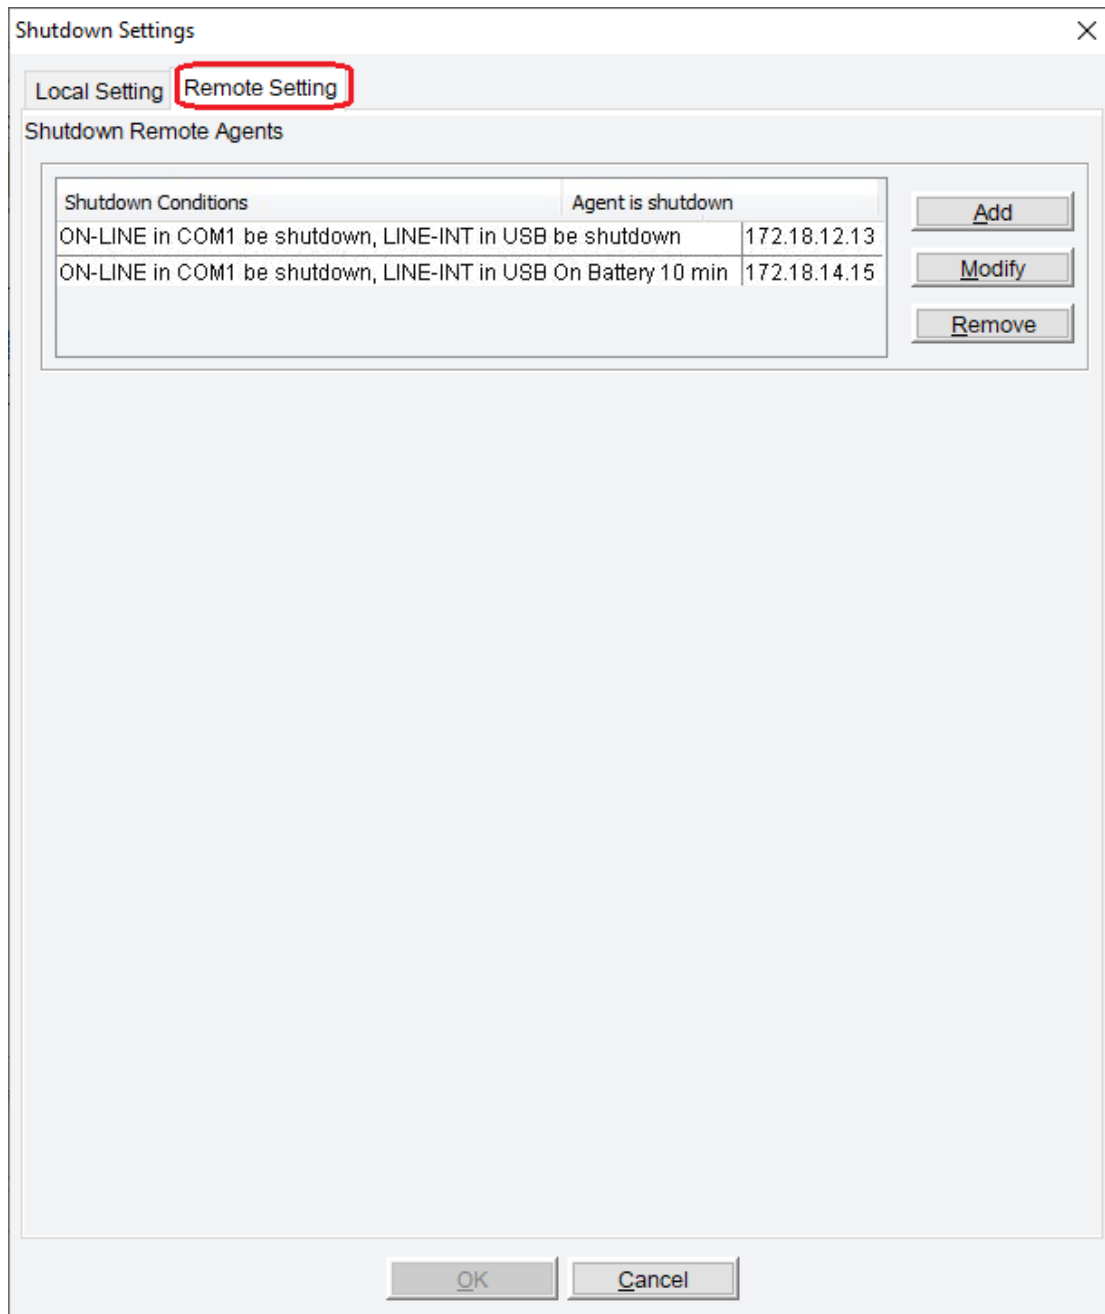 Shutdown Settings
Local Setting Remote Setting
Shutdown Remote Agents
Shutdown Conditions Agent is shutdown
ON-LINE in COM1 be shutdown, LINE-INT in USB be shutdown 172.18.12.13
ON-LINE in COM1 be shutdown, LINE-INT in USB On Battery 10 min 172.18.14.15
Add
Modify
Remove
OK Cancel